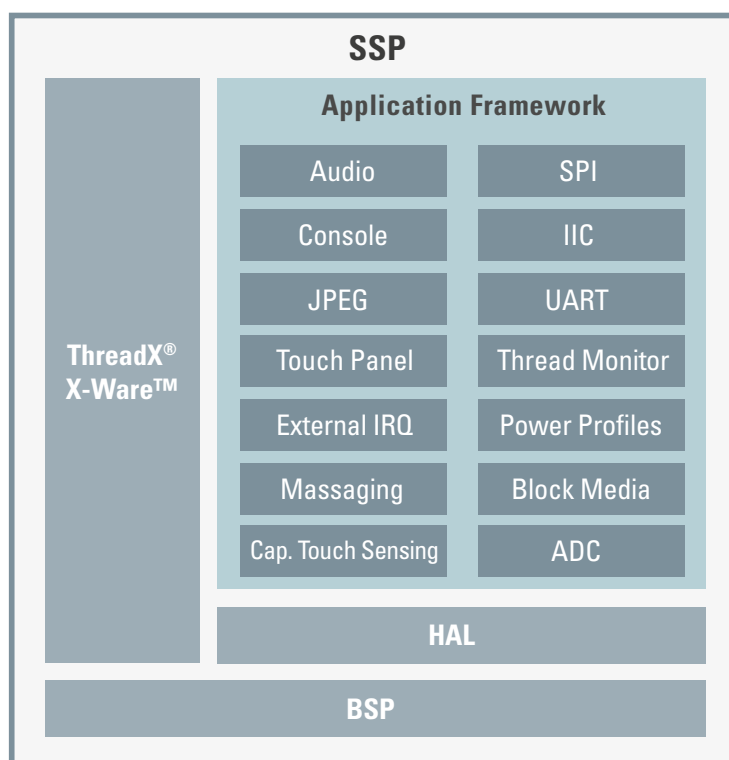 SSP
ThreadX®
X-Ware™
Application Framework
Audio
SPI
Console
IIC
JPEG
UART
Touch Panel
Thread Monitor
External IRQ
Power Profiles
Massaging
Block Media
Cap. Touch Sensing
ADC
HAL
BSP